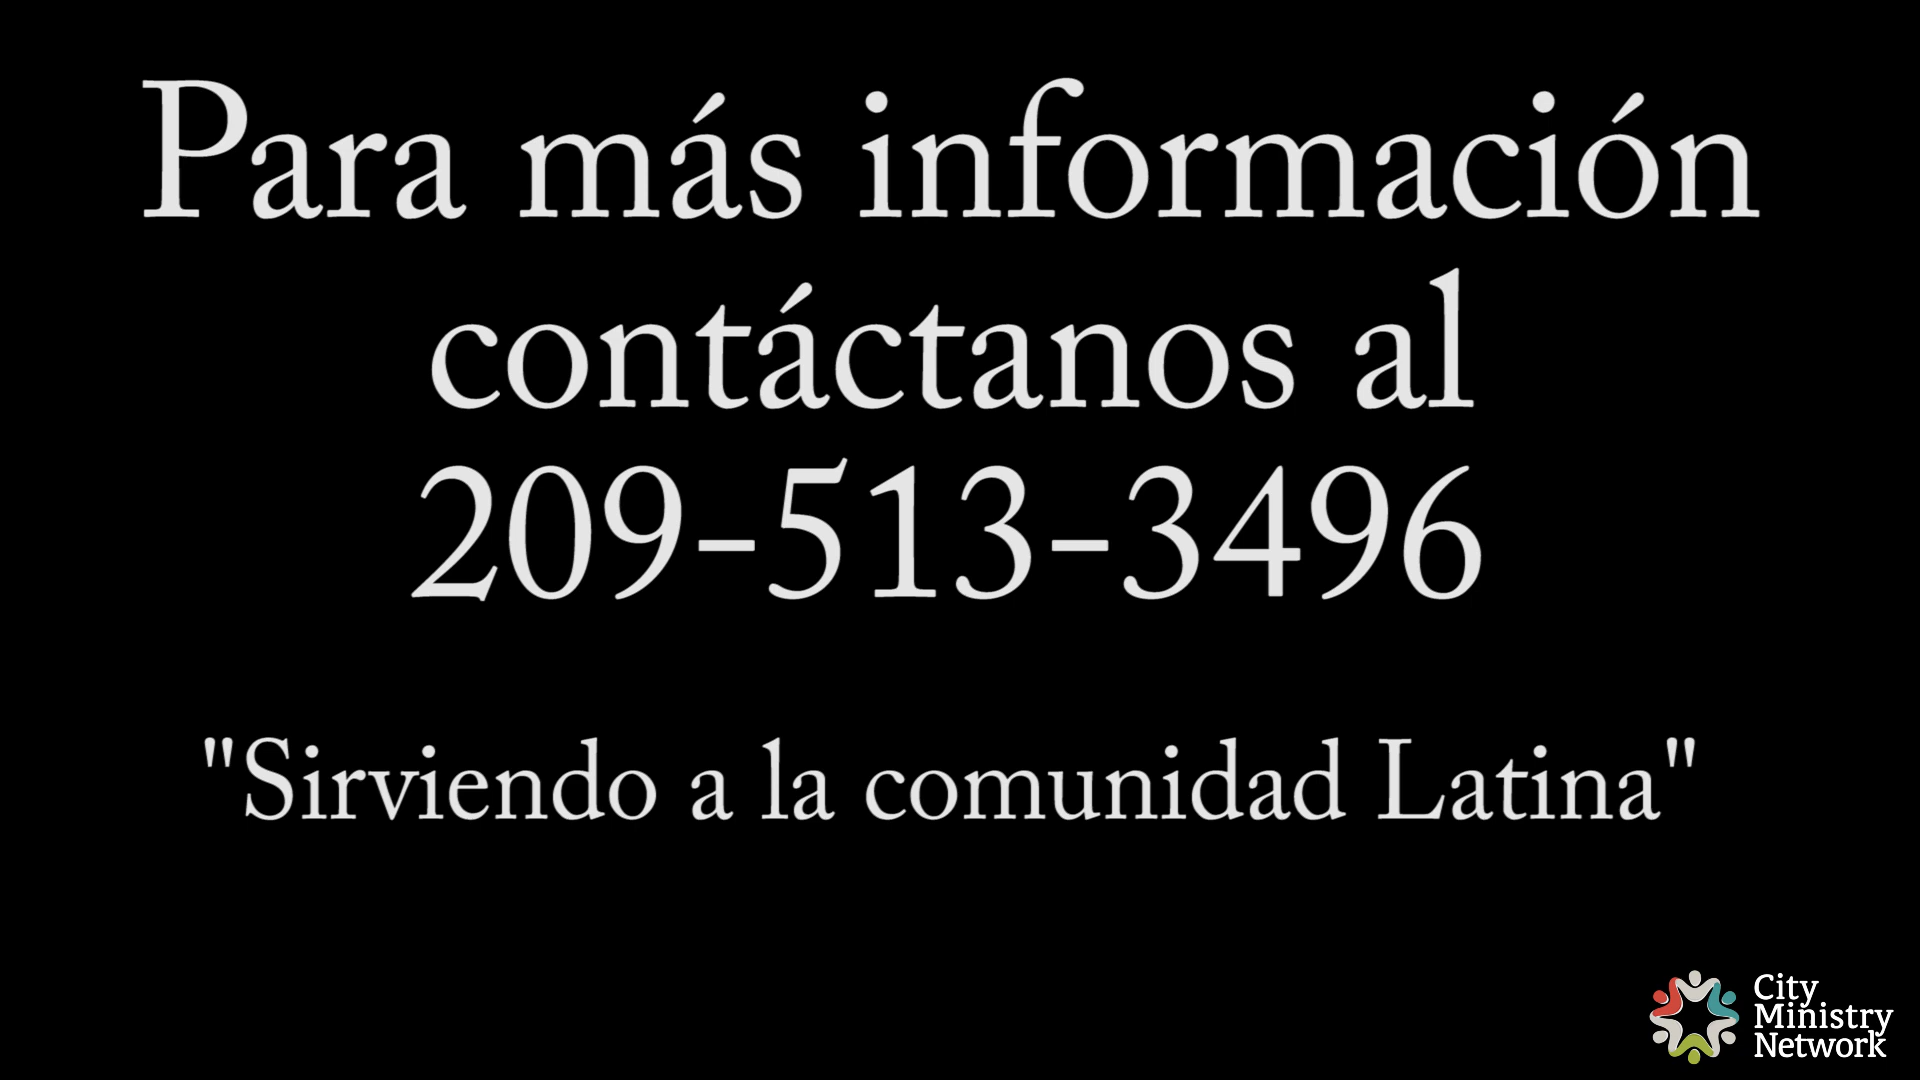 Para más información
contáctanos al
209-513-3496
"Sirviendo a la comunidad Latina"
City
Ministry
Network